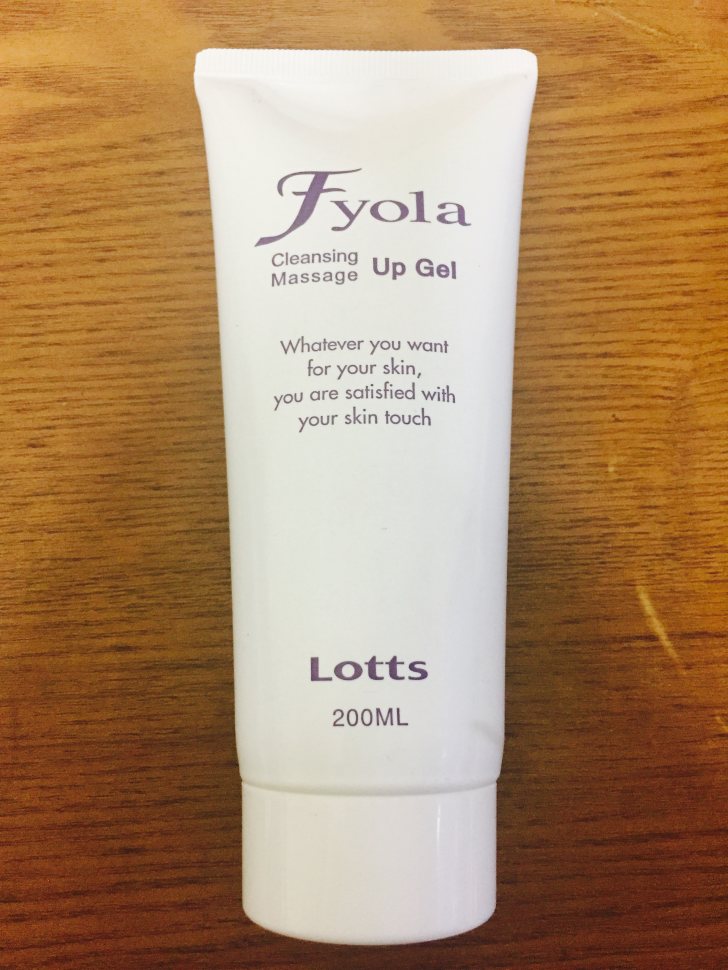 Fyola
Cleansing
Massage Up Gel
Whatever you want
for your skin,
you are satisfied with
your skin touch
Lotts
200ML